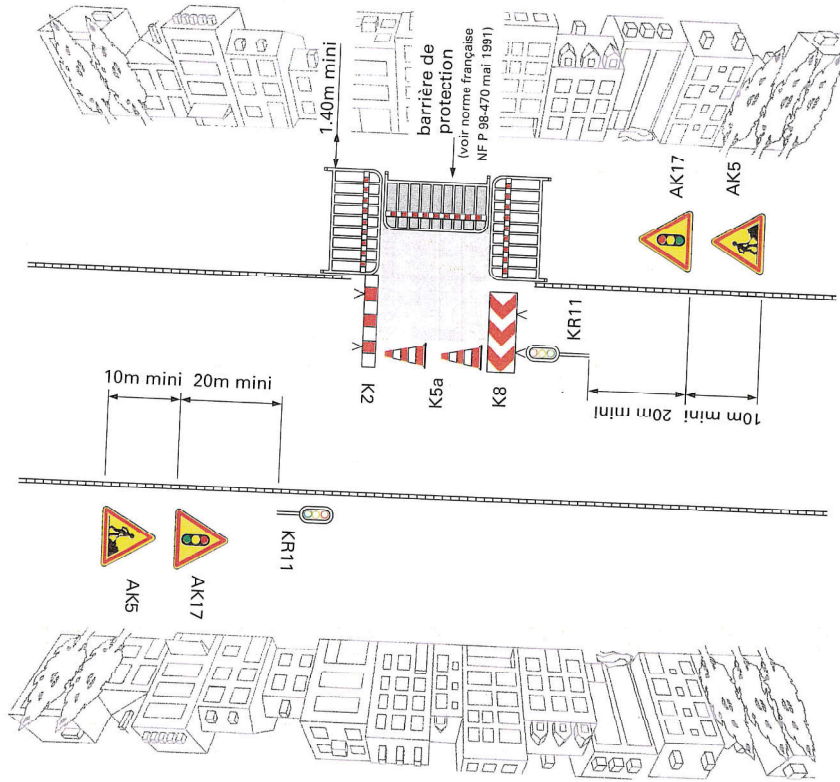 1.40m mini
barrière de
protection
(voir norme française
NF P 98-470 mai 1991)
AK17
AK5
KR11
K2
K5a
K8
20m mini
10m mini
10m mini
20m mini
KR11
AK17
AK5